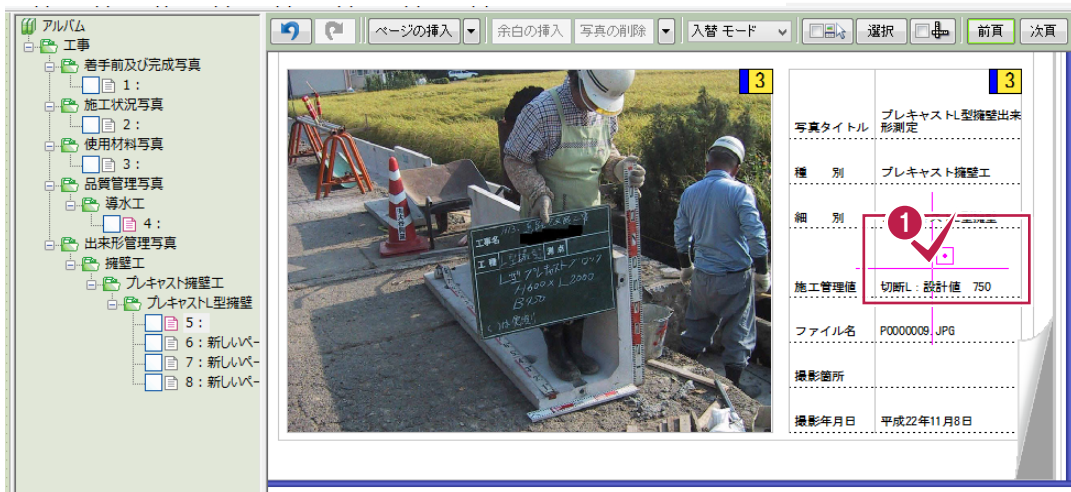 アルバム
工事
着手前及び完成写真
1：
施工状況写真
2：
使用材料写真
3：
品質管理写真
導水工
4：
出来形管理写真
擁壁工
プレキャスト擁壁工
プレキャストL型擁壁
5：
6：新しいペー
7：新しいペー
8：新しいペー
ページの挿入
余白の挿入
写真の削除
入替 モード
選択
前頁
次頁
3
工事名
工種
測点
L型プレキャストブロック
H600×L2000
B750
3
写真タイトル
プレキャストL型擁壁出来
形測定
種 別
プレキャスト擁壁工
細 別
1
施工管理値
切断L：設計値 750
ファイル名
P0000009.JPG
撮影箇所
撮影年月日
平成22年11月8日